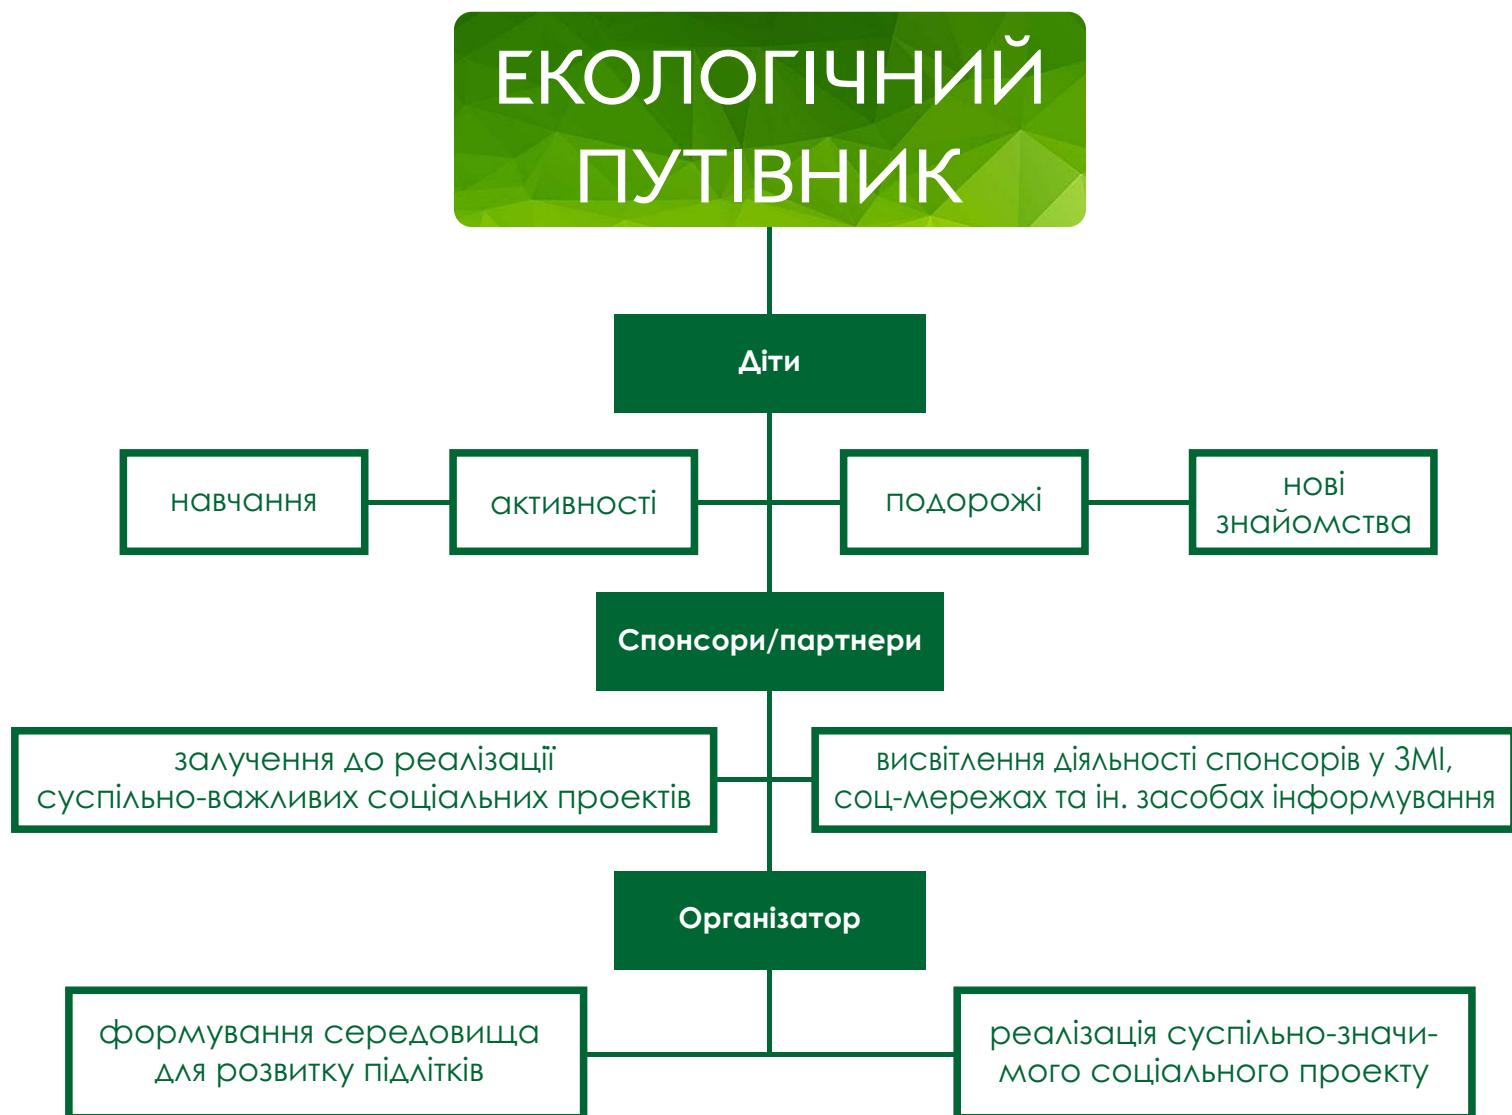 ЕКОЛОГІЧНИЙ
ПУТІВНИК
Діти
навчання
активності
подорожі
нові
знайомства
Спонсори/партнери
залучення до реалізації
суспільно-важливих соціальних проектів
висвітлення діяльності спонсорів у ЗМІ,
соц-мережах та ін. засобах інформування
Організатор
формування середовища
для розвитку підлітків
реалізація суспільно-значи-
мого соціального проекту